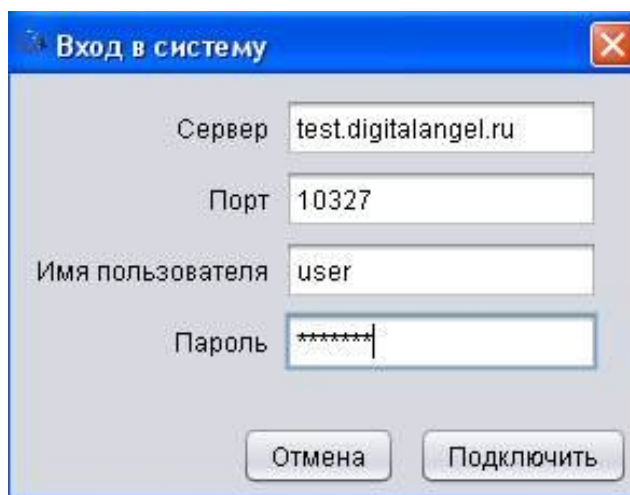 Вход в систему
Сервер test.digitalangel.ru
Порт 10327
Имя пользователя user
Пароль *******
Отмена Подключить